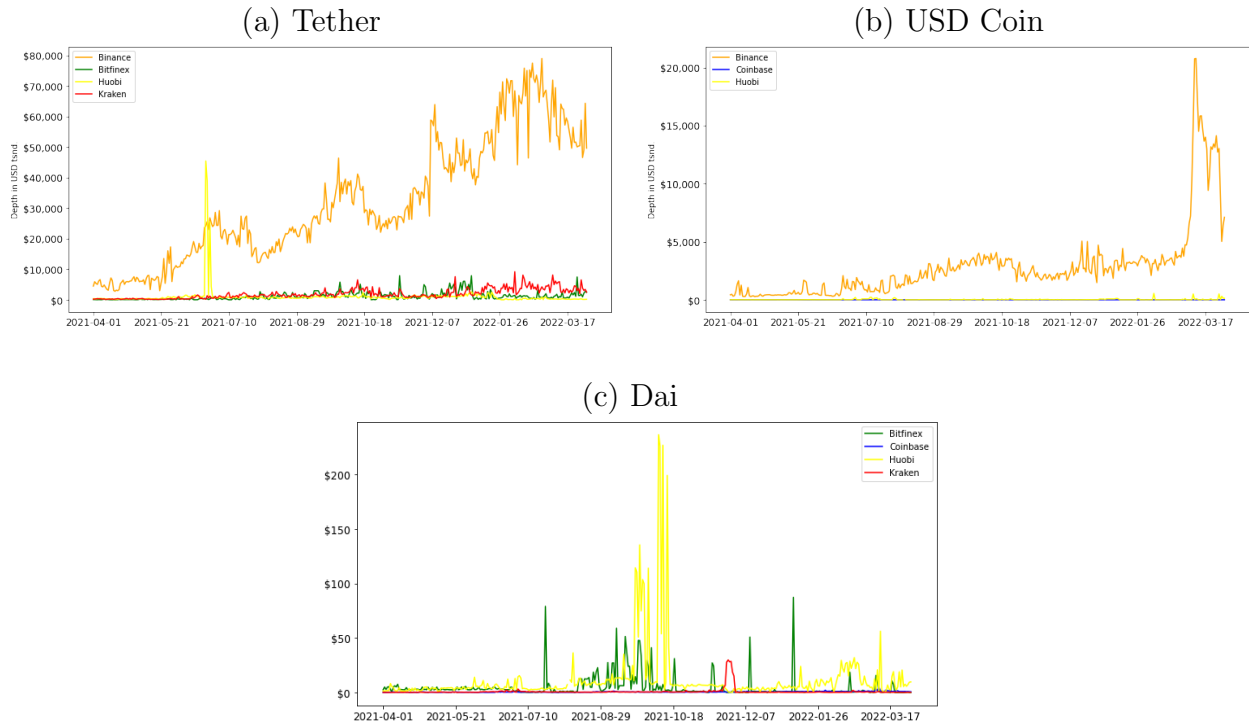 (a) Tether
Depth in USD tsnd
$80,000
$70,000
$60,000
$50,000
$40,000
$30,000
$20,000
$10,000
$0
Binance
Bitfinex
Huobi
Kraken
2021-04-01 2021-05-21 2021-07-10 2021-08-29 2021-10-18 2021-12-07 2022-01-26 2022-03-17
(b) USD Coin
Depth in USD tsnd
$20,000
$15,000
$10,000
$5,000
$0
Binance
Coinbase
Huobi
2021-04-01 2021-05-21 2021-07-10 2021-08-29 2021-10-18 2021-12-07 2022-01-26 2022-03-17
(c) Dai
$200
$150
$100
$50
$0
Bitfinex
Coinbase
Huobi
Kraken
2021-04-01 2021-05-21 2021-07-10 2021-08-29 2021-10-18 2021-12-07 2022-01-26 2022-03-17